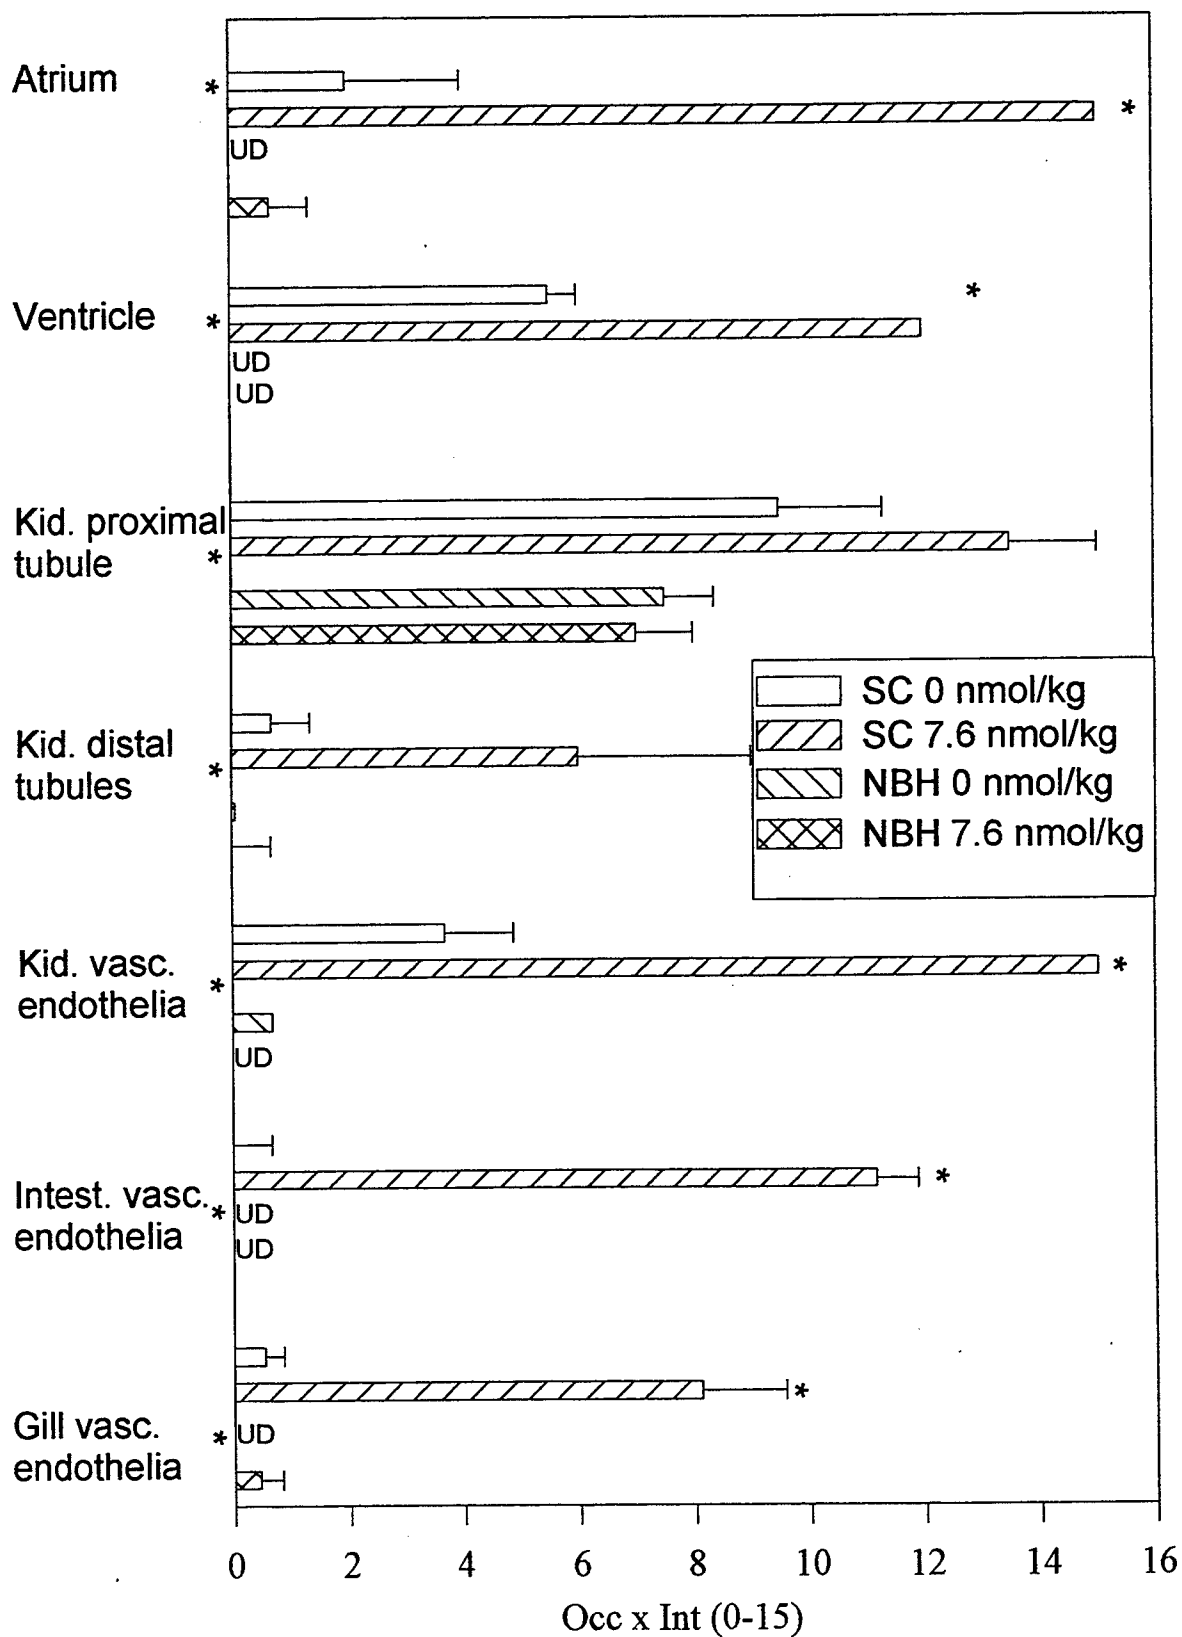 Atrium
*
*
UD
Ventricle
*
*
UD
UD
Kid. proximal
tubule
*
Kid. distal
tubules
*
SC 0 nmol/kg
SC 7.6 nmol/kg
NBH 0 nmol/kg
NBH 7.6 nmol/kg
Kid. vasc.
endothelia
*
*
UD
Intest. vasc.
endothelia
*
*
UD
UD
Gill vasc.
endothelia
*
*
UD
0 2 4 6 8 10 12 14 16
Occ x Int (0-15)